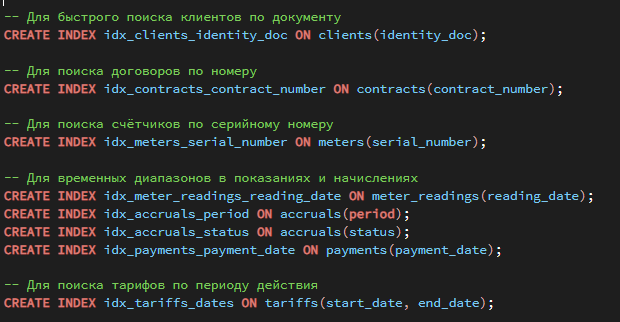 -- Для быстрого поиска клиентов по документу
CREATE INDEX idx_clients_identity_doc ON clients(identity_doc);
-- Для поиска договоров по номеру
CREATE INDEX idx_contracts_contract_number ON contracts(contract_number);
-- Для поиска счётчиков по серийному номеру
CREATE INDEX idx_meters_serial_number ON meters(serial_number);
-- Для временных диапазонов в показаниях и начислениях
CREATE INDEX idx_meter_readings_reading_date ON meter_readings(reading_date);
CREATE INDEX idx_accruals_period ON accruals(period);
CREATE INDEX idx_accruals_status ON accruals(status);
CREATE INDEX idx_payments_payment_date ON payments(payment_date);
-- Для поиска тарифов по периоду действия
CREATE INDEX idx_tariffs_dates ON tariffs(start_date, end_date);